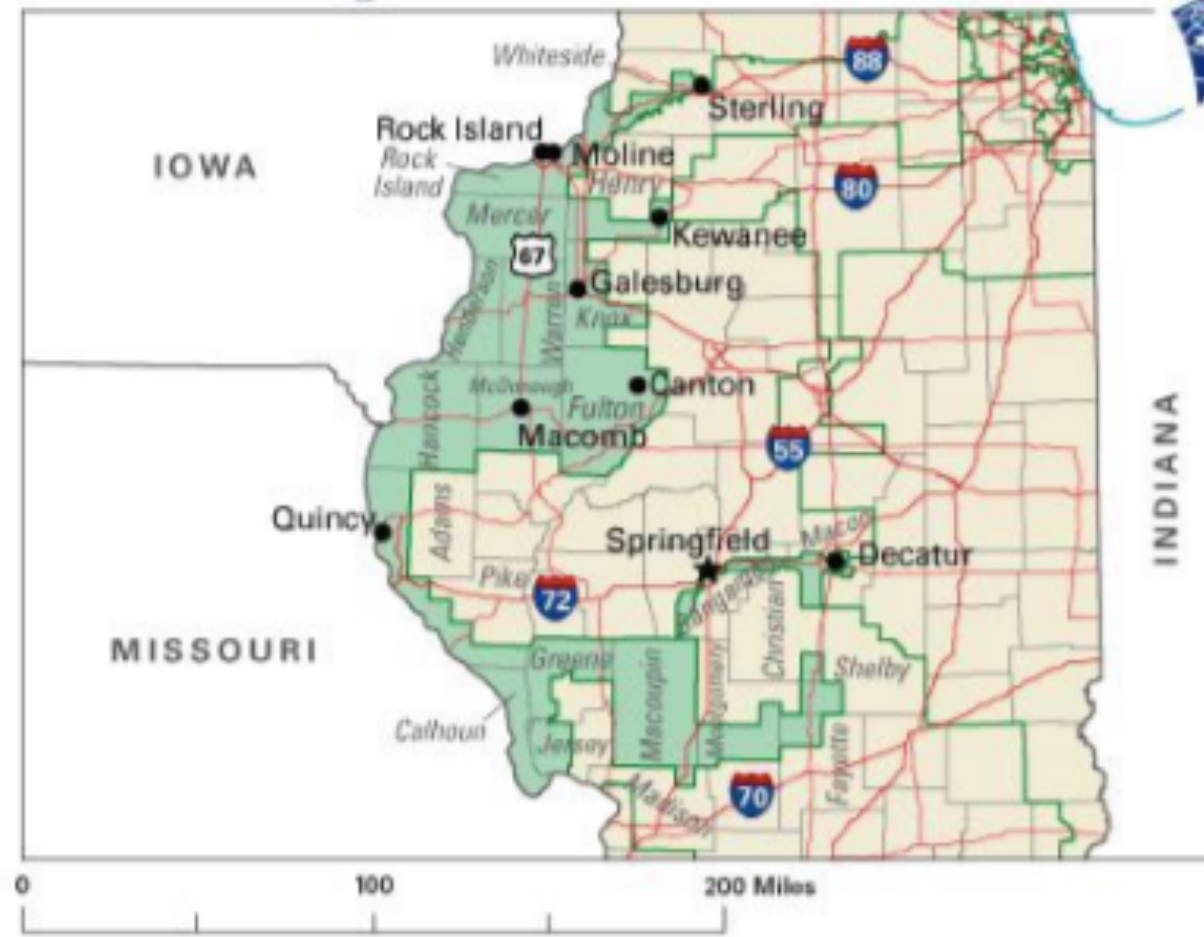 Whiteside
88
Sterling
Rock Island
Moline
Rock
Island
Henry
IOWA
80
Mercer
Kewanee
67
Henderson
Galesburg
Warren
Knox
McDonough
Canton
Hancock
Fulton
Macomb
55
INDIANA
Adams
Quincy
Springfield
Macon
Decatur
Pike
72
Sangamon
Christian
MISSOURI
Greene
Macoupin
Montgomery
Shelby
Calhoun
Jersey
Fayette
Madison
70
0 100 200 Miles